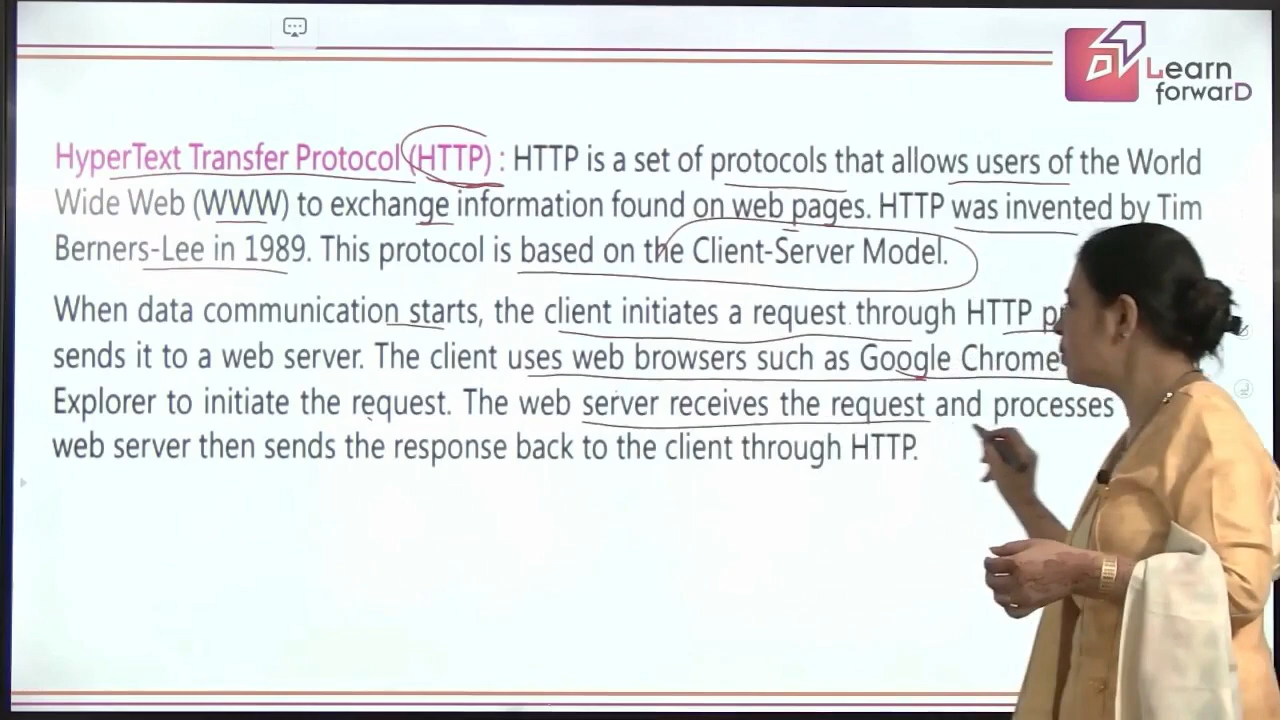 Learn
forwarD
HyperText Transfer Protocol (HTTP) : HTTP is a set of protocols that allows users of the World
Wide Web (WWW) to exchange information found on web pages. HTTP was invented by Tim
Berners-Lee in 1989. This protocol is based on the Client-Server Model.
When data communication starts, the client initiates a request through HTTP
sends it to a web server. The client uses web browsers such as Google Chrome
Explorer to initiate the request. The web server receives the request and processes
web server then sends the response back to the client through HTTP.